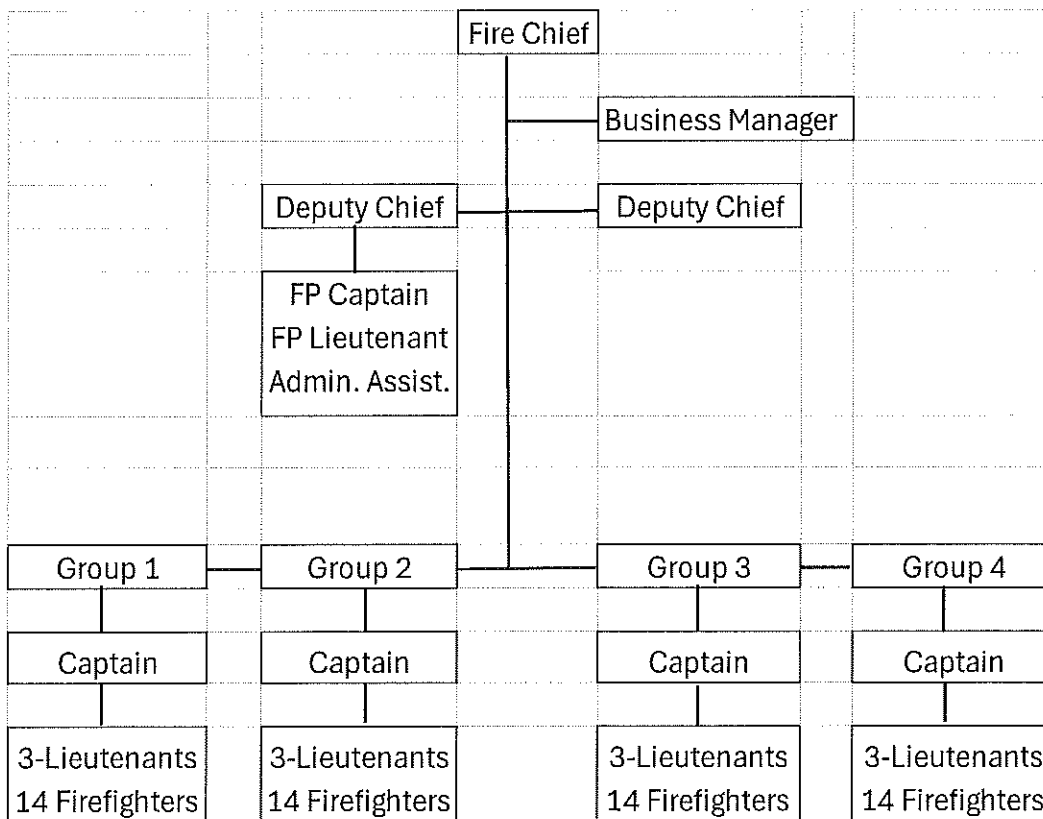 Fire Chief
Business Manager
Deputy Chief
Deputy Chief
FP Captain
FP Lieutenant
Admin. Assist.
Group 1
Group 2
Group 3
Group 4
Captain
Captain
Captain
Captain
3-Lieutenants
14 Firefighters
3-Lieutenants
14 Firefighters
3-Lieutenants
14 Firefighters
3-Lieutenants
14 Firefighters